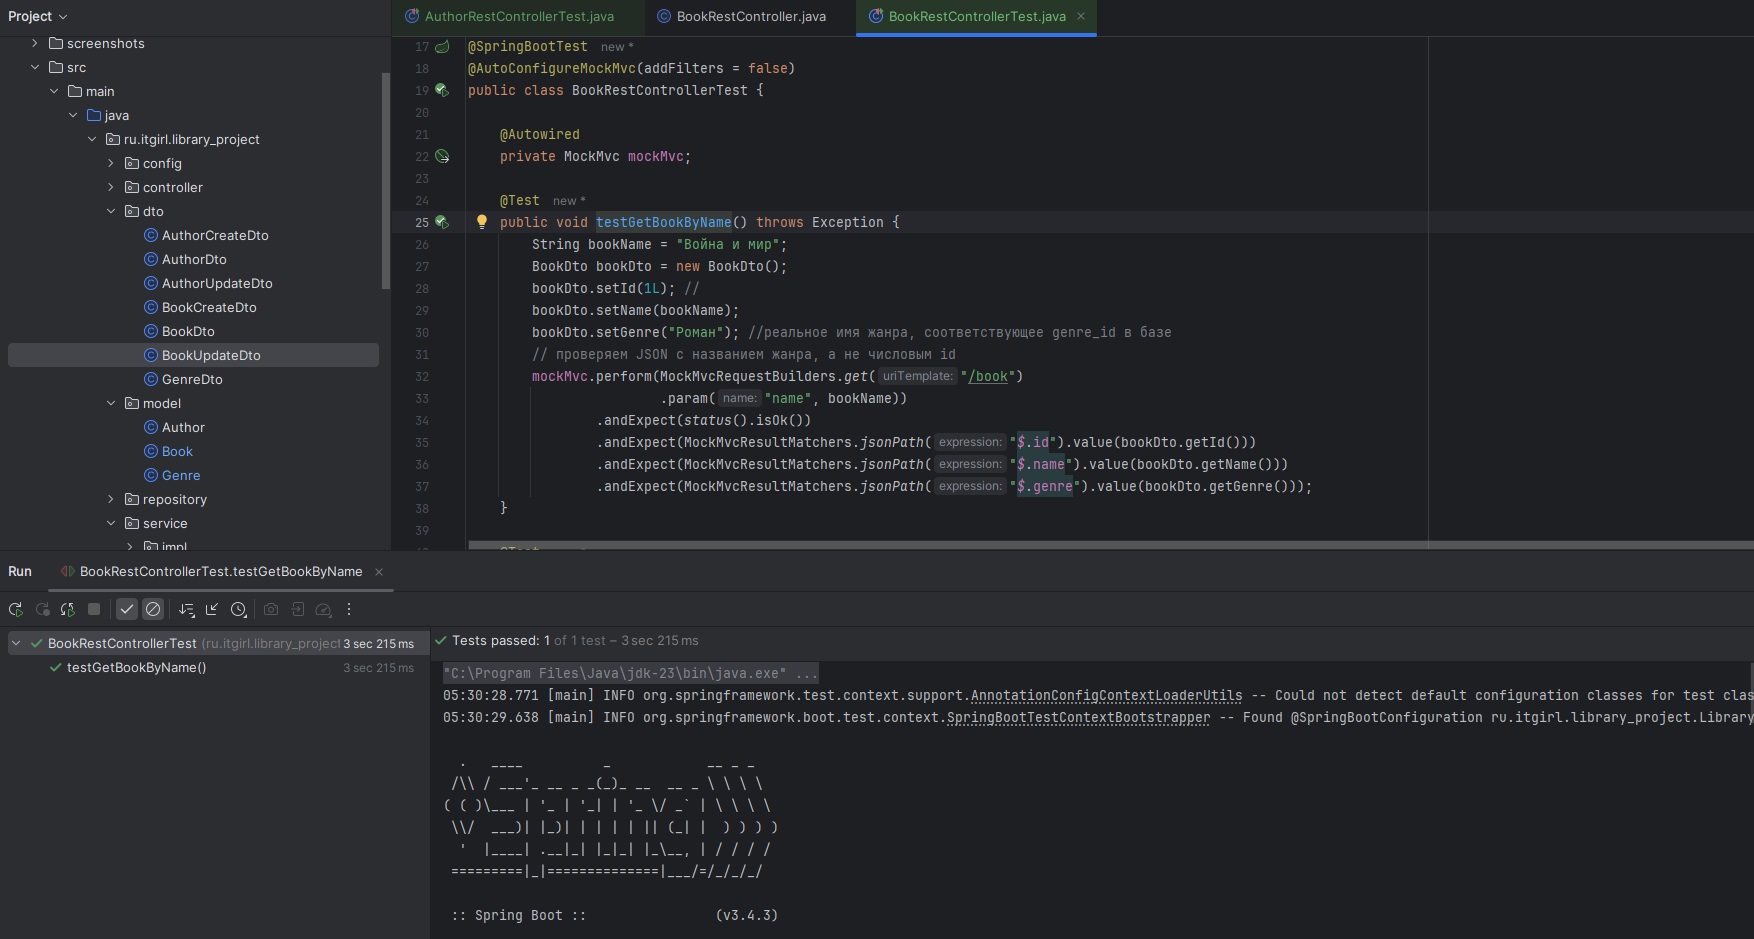 Project
AuthorRestControllerTest.java
BookRestController.java
BookRestControllerTest.java
screenshots
src
main
java
ru.itgirl.library_project
config
controller
dto
AuthorCreateDto
AuthorDto
AuthorUpdateDto
BookCreateDto
BookDto
BookUpdateDto
GenreDto
model
Author
Book
Genre
repository
service
impl
17 @SpringBootTest new *
18 @AutoConfigureMockMvc(addFilters = false)
19 public class BookRestControllerTest {
20
21 @Autowired
22 private MockMvc mockMvc;
23
24 @Test new *
25 public void testGetBookByName() throws Exception {
26 String bookName = "Война и мир";
27 BookDto bookDto = new BookDto();
28 bookDto.setId(1L); //
29 bookDto.setName(bookName);
30 bookDto.setGenre("Роман"); //реальное имя жанра, соответствующее genre_id в базе
31 // проверяем JSON с названием жанра, а не числовым id
32 mockMvc.perform(MockMvcRequestBuilders.get( uriTemplate: "/book")
33 .param( name: "name", bookName))
34 .andExpect(status().isOk())
35 .andExpect(MockMvcResultMatchers.jsonPath( expression: "$.id").value(bookDto.getId()))
36 .andExpect(MockMvcResultMatchers.jsonPath( expression: "$.name").value(bookDto.getName()))
37 .andExpect(MockMvcResultMatchers.jsonPath( expression: "$.genre").value(bookDto.getGenre()));
38 }
39
Run
BookRestControllerTest.testGetBookByName
BookRestControllerTest (ru.itgirl.library_project 3 sec 215 ms
testGetBookByName() 3 sec 215 ms
Tests passed: 1 of 1 test – 3 sec 215 ms
"C:\Program Files\Java\jdk-23\bin\java.exe" ...
05:30:28.771 [main] INFO org.springframework.test.context.support.AnnotationConfigContextLoaderUtils -- Could not detect default configuration classes for test clas
05:30:29.638 [main] INFO org.springframework.boot.test.context.SpringBootTestContextBootstrapper -- Found @SpringBootConfiguration ru.itgirl.library_project.Library
  .   ____          _            __ _ _
 /\\ / ___'_ __ _ _(_)_ __  __ _ \ \ \ \
( ( )\___ | '_ | '_| | '_ \/ _` | \ \ \ \
 \\/  ___)| |_)| | | | | || (_| |  ) ) ) )
  '  |____| .__|_| |_|_| |_\__, | / / / /
 =========|_|==============|___/=/_/_/_/
:: Spring Boot :: (v3.4.3)